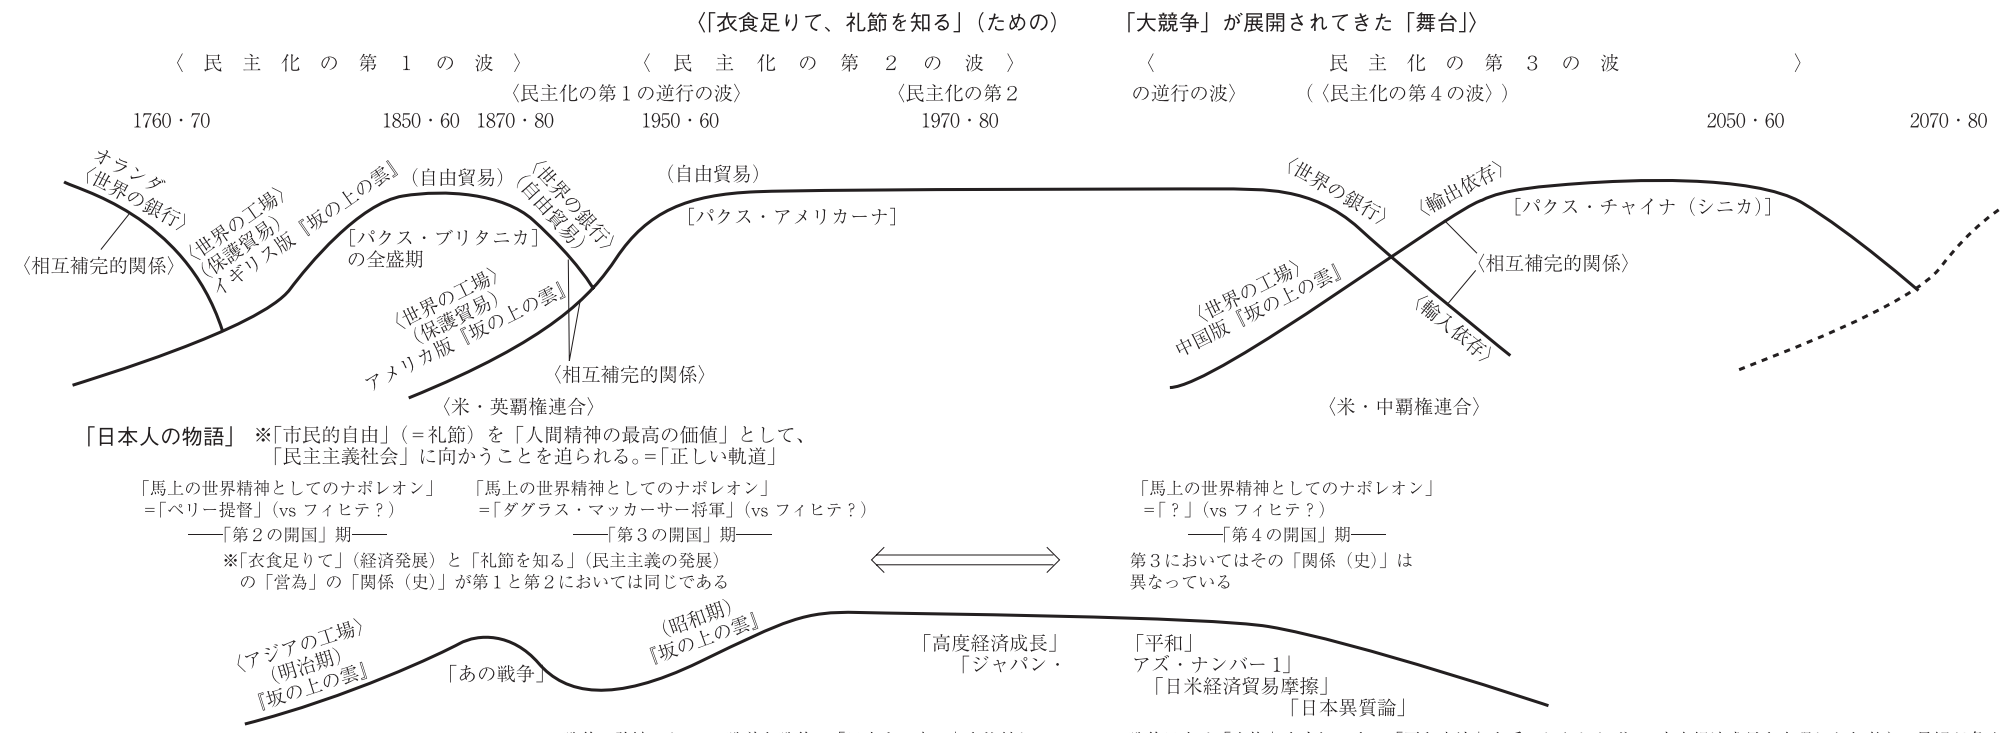 〈「衣食足りて、礼節を知る」（ための）　「大競争」が展開されてきた「舞台」〉
〈 民 主 化 の 第 1 の 波 〉　〈 民 主 化 の 第 2 の 波 〉　〈 民 主 化 の 第 3 の 波 〉
〈民主化の第1の逆行の波〉　〈民主化の第2　の逆行の波〉　（〈民主化の第4の波〉）
1760・70　1850・60　1870・80　1950・60　1970・80　2050・60　2070・80
オランダ
〈世界の銀行〉
〈相互補完的関係〉
〈世界の工場〉
（保護貿易）
イギリス版『坂の上の雲』
（自由貿易）
［パクス・ブリタニカ］
の全盛期
〈世界の銀行〉
（自由貿易）
〈世界の工場〉
（保護貿易）
アメリカ版『坂の上の雲』
〈相互補完的関係〉
〈米・英覇権連合〉
（自由貿易）
［パクス・アメリカーナ］
〈世界の銀行〉
〈輸出依存〉
［パクス・チャイナ（シニカ）］
〈相互補完的関係〉
〈世界の工場〉
中国版『坂の上の雲』
〈輸入依存〉
〈米・中覇権連合〉
「日本人の物語」　※「市民的自由」（＝礼節）を「人間精神の最高の価値」として、
「民主主義社会」に向かうことを迫られる。＝「正しい軌道」
「馬上の世界精神としてのナポレオン」　「馬上の世界精神としてのナポレオン」　「馬上の世界精神としてのナポレオン」
＝「ペリー提督」（vs フィヒテ？）　＝「ダグラス・マッカーサー将軍」（vs フィヒテ？）　＝「？」（vs フィヒテ？）
――「第2の開国」期――　――「第3の開国」期――　――「第4の開国」期――
※「衣食足りて」（経済発展）と「礼節を知る」（民主主義の発展）　第3においてはその「関係（史）」は
の「営為」の「関係（史）」が第1と第2においては同じである　異なっている
〈アジアの工場〉
（明治期）
『坂の上の雲』
「あの戦争」
（昭和期）
『坂の上の雲』
「高度経済成長」　「平和」
「ジャパン・　アズ・ナンバー1」
「日米経済貿易摩擦」
「日本異質論」